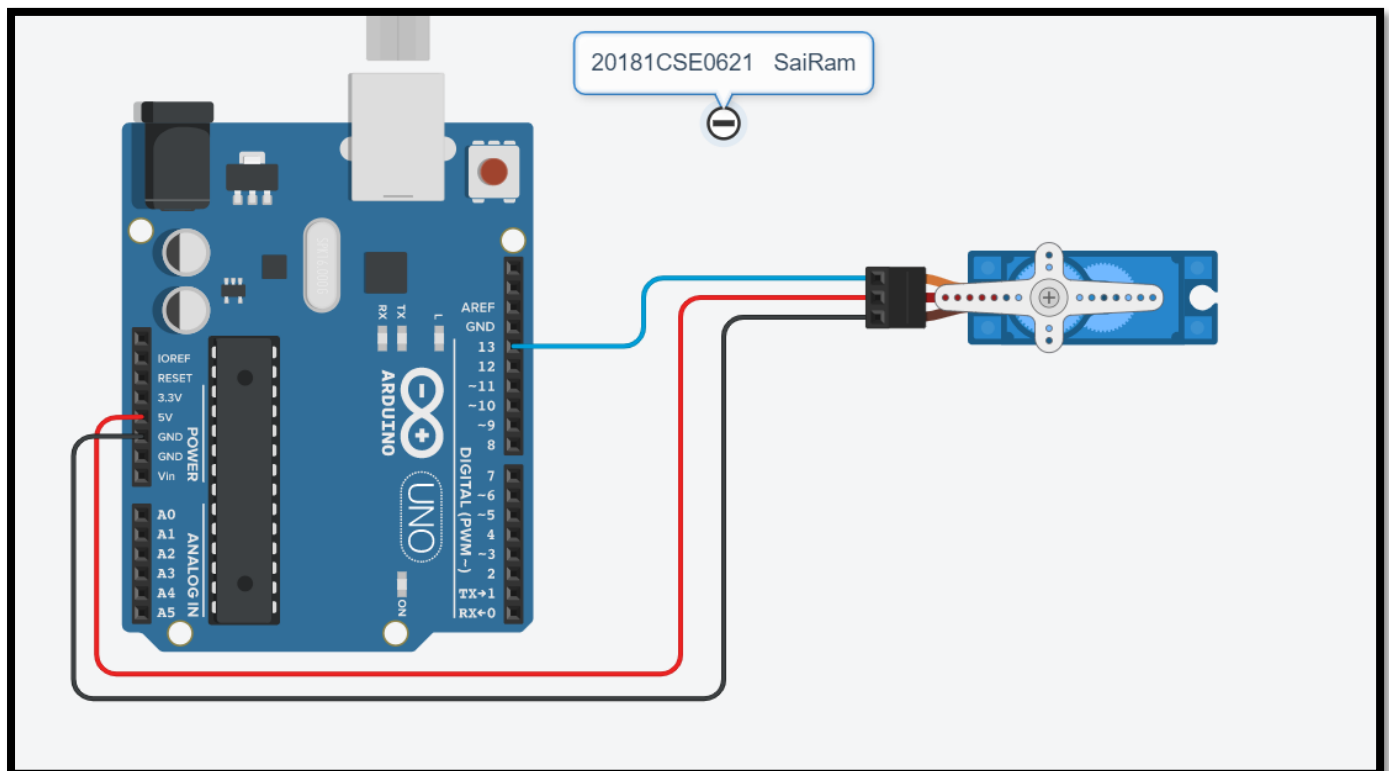 20181CSE0621 SaiRam
RX
TX
L
AREF
GND
13
12
~11
~10
~9
8
IOREF
RESET
3.3V
5V
GND
GND
Vin
POWER
ARDUINO
UNO
DIGITAL (PWM~)
7
~6
~5
4
~3
2
TX→1
RX←0
A0
A1
A2
A3
A4
A5
ANALOG IN
ON